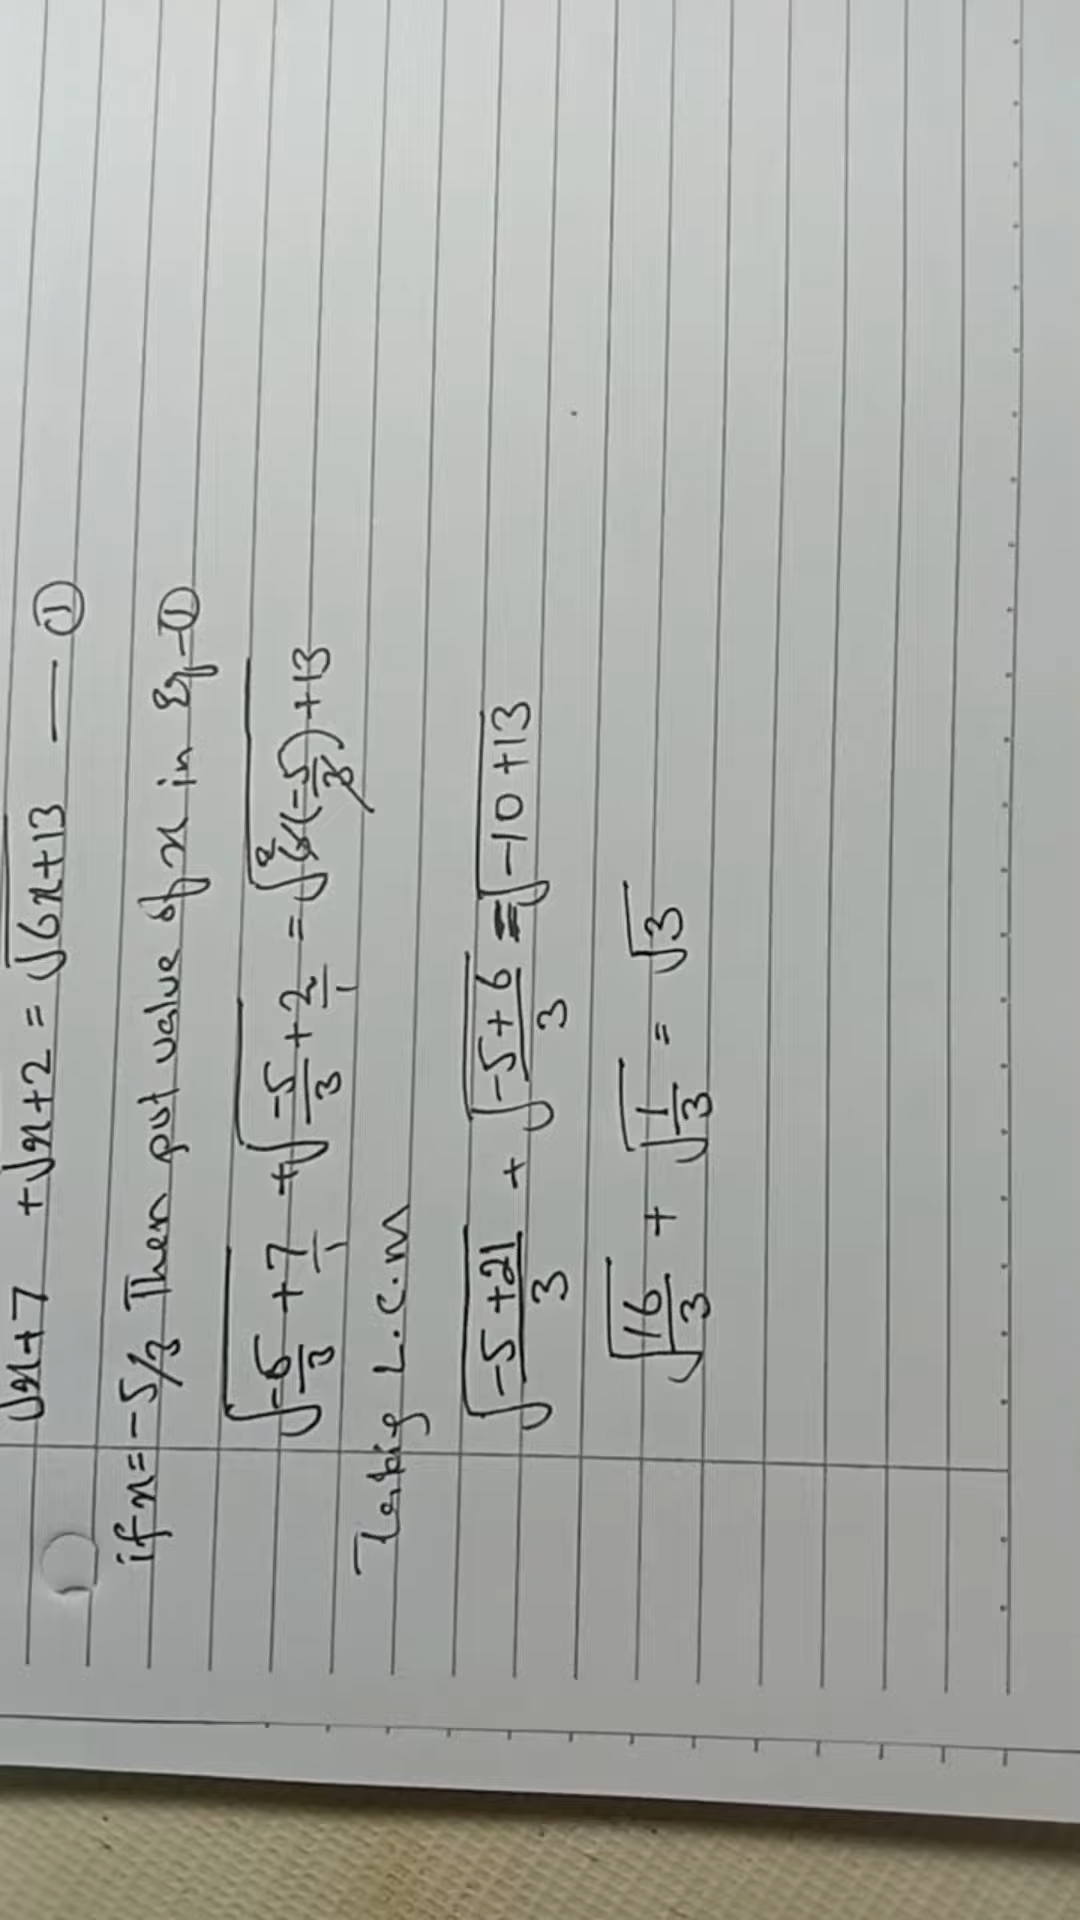 √x+7 + √x+2 = √6x+13 — ①
if x = -5/3 Then put value of x in Eq-①
√-5/3 + 7/1 + √-5/3 + 2/1 = √6²(-5/3) + 13
Taking L.C.M
√-5+21/3 + √-5+6/3 = √-10+13
√16/3 + √1/3 = √3